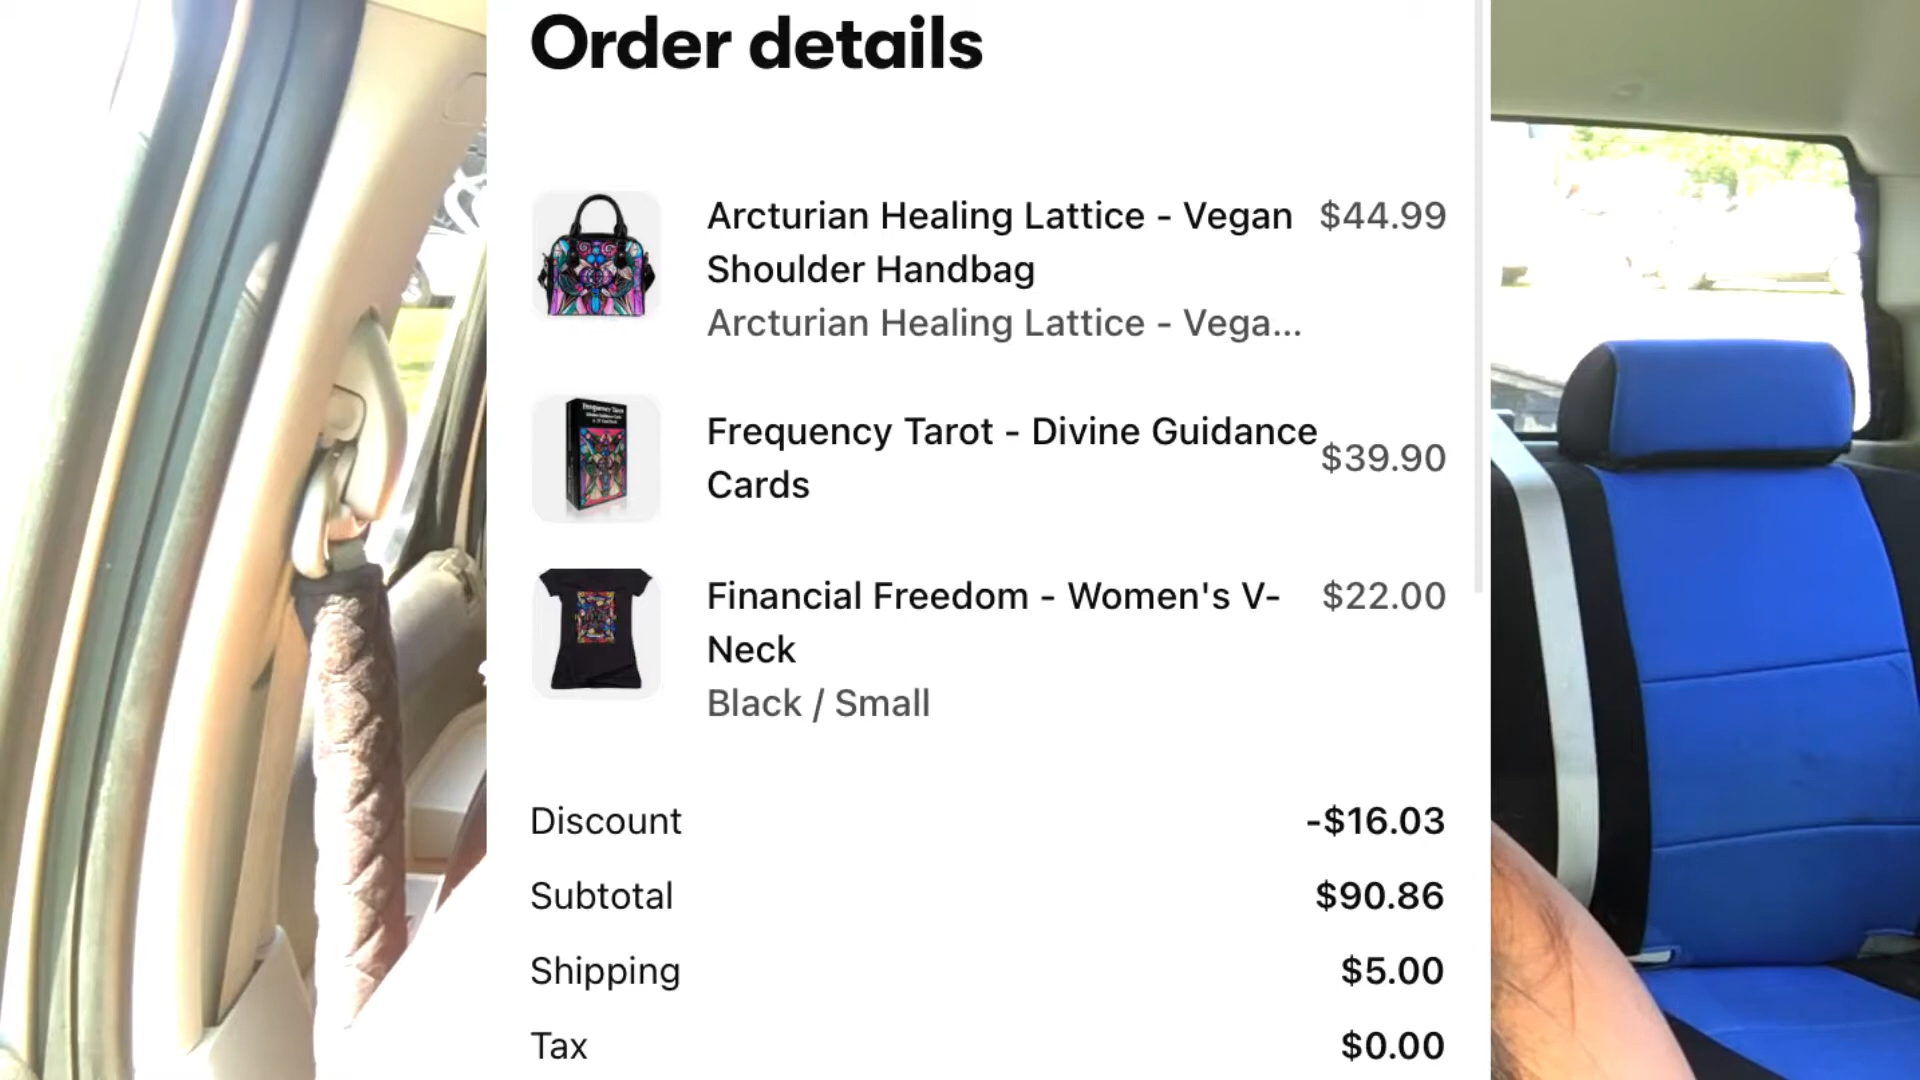 Order details
Arcturian Healing Lattice - Vegan $44.99
Shoulder Handbag
Arcturian Healing Lattice - Vega...
Frequency Tarot
Frequency Tarot - Divine Guidance $39.90
Cards
Financial Freedom - Women's V- $22.00
Neck
Black / Small
Discount -$16.03
Subtotal $90.86
Shipping $5.00
Tax $0.00